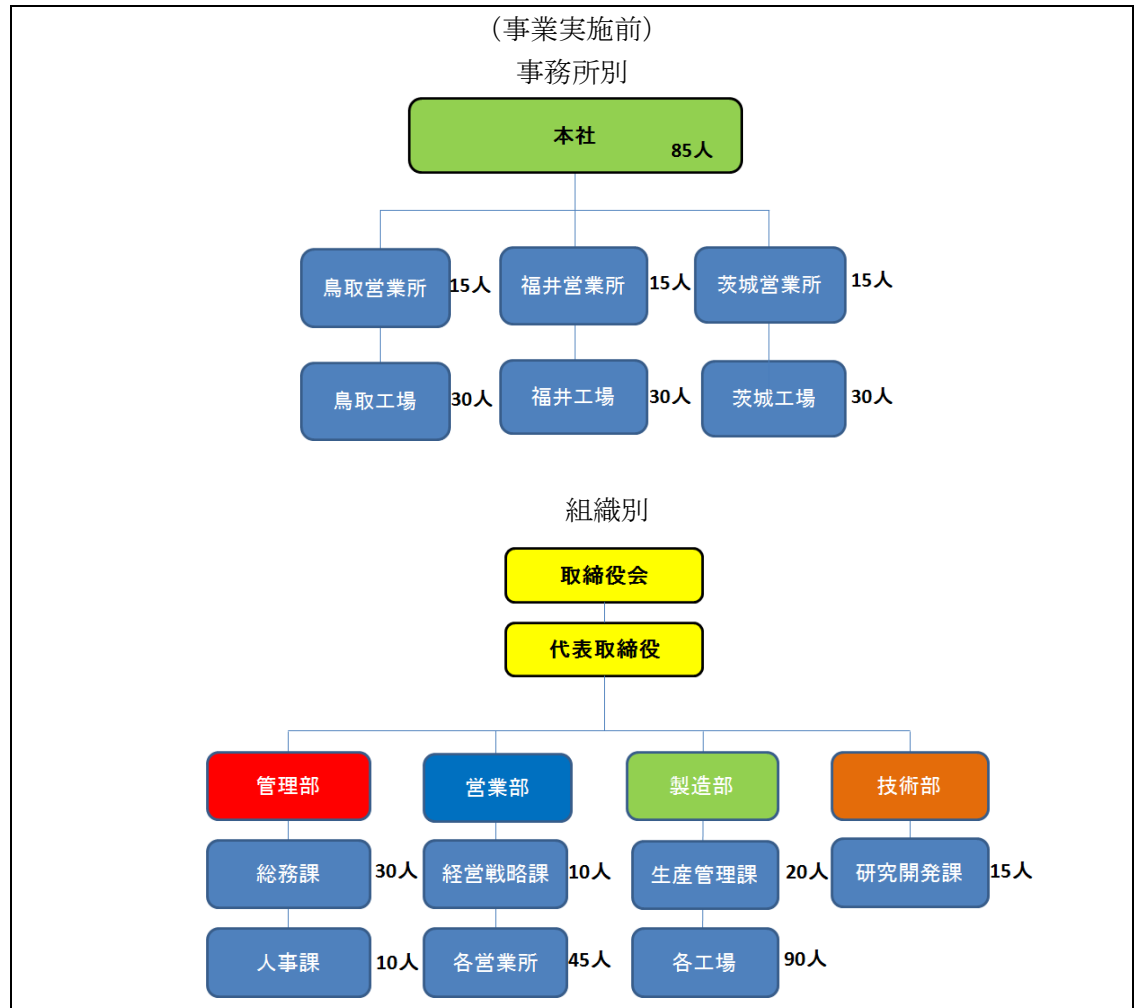 (事業実施前)
事務所別
本社
85人
鳥取営業所 15人 福井営業所 15人 茨城営業所 15人
鳥取工場 30人 福井工場 30人 茨城工場 30人
組織別
取締役会
代表取締役
管理部 営業部 製造部 技術部
総務課 30人 経営戦略課 10人 生産管理課 20人 研究開発課 15人
人事課 10人 各営業所 45人 各工場 90人